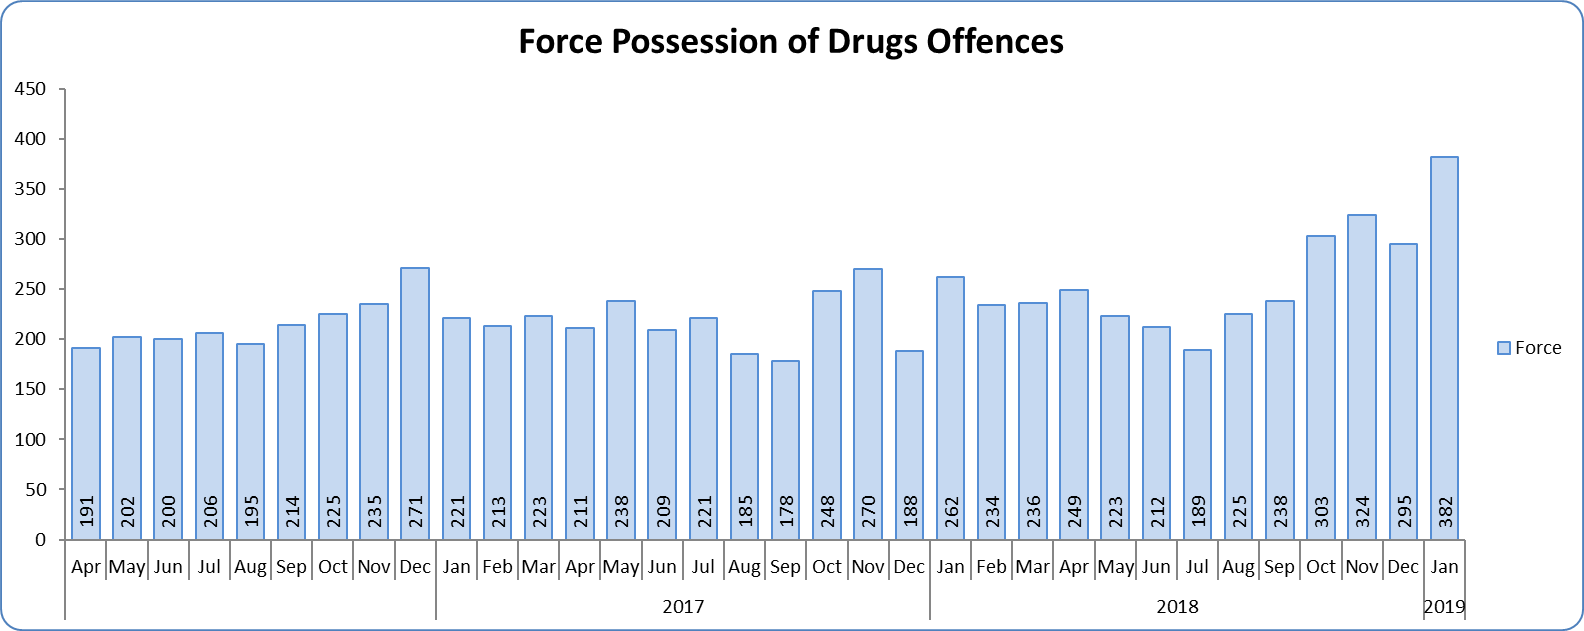 Force Possession of Drugs Offences
450
400
350
300
250
200
150
100
50
0
191 202 200 206 195 214 225 235 271 221 213 223 211 238 209 221 185 178 248 270 188 262 234 236 249 223 212 189 225 238 303 324 295 382
Apr May Jun Jul Aug Sep Oct Nov Dec Jan Feb Mar Apr May Jun Jul Aug Sep Oct Nov Dec Jan Feb Mar Apr May Jun Jul Aug Sep Oct Nov Dec Jan
2017 2018 2019
Force